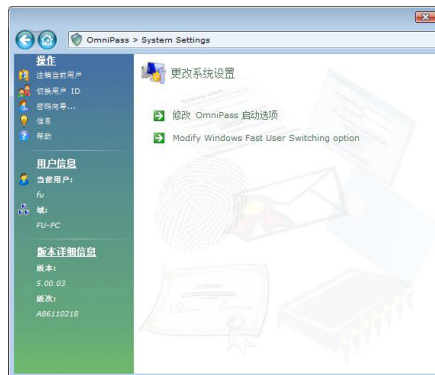 OmniPass > System Settings
操作
注销当前用户
切换用户 ID
密码向导...
信息
帮助
用户信息
当前用户:
fu
域:
FU-PC
版本详细信息
版本:
5.00.03
版次:
A86110218
更改系统设置
修改 OmniPass 启动选项
Modify Windows Fast User Switching option